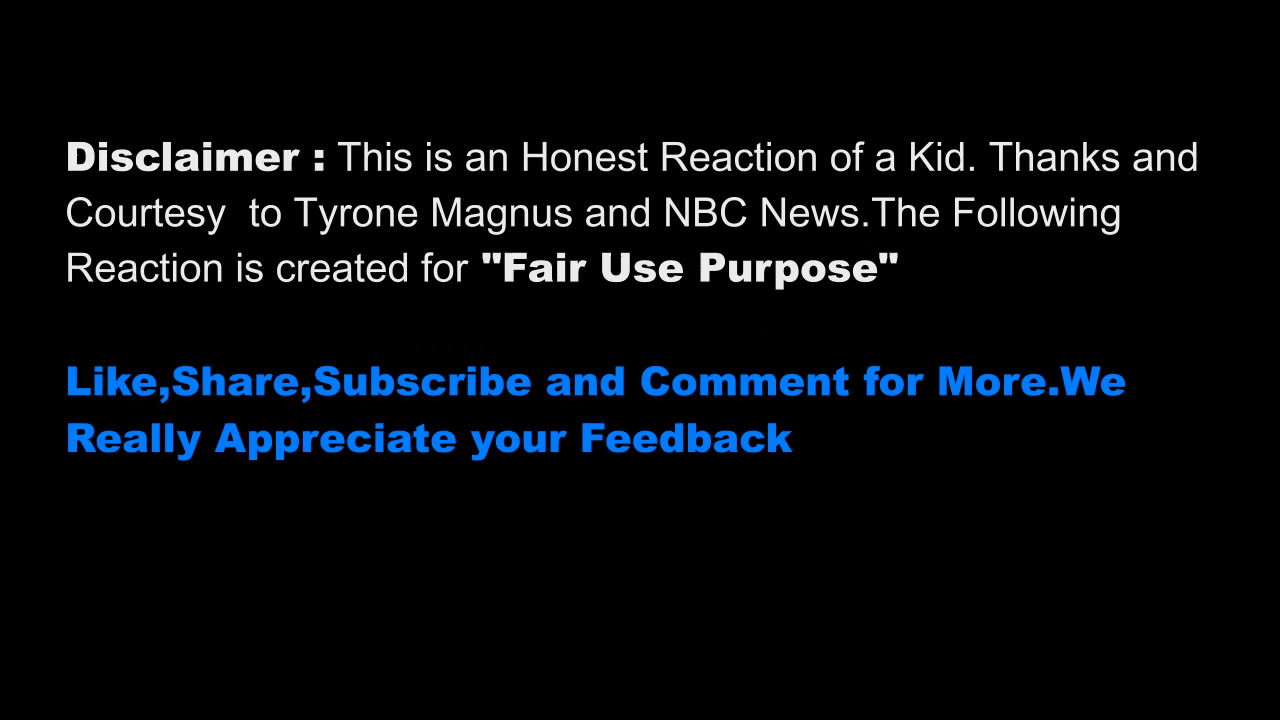 Disclaimer : This is an Honest Reaction of a Kid. Thanks and
Courtesy  to Tyrone Magnus and NBC News.The Following
Reaction is created for "Fair Use Purpose"
Like,Share,Subscribe and Comment for More.We
Really Appreciate your Feedback